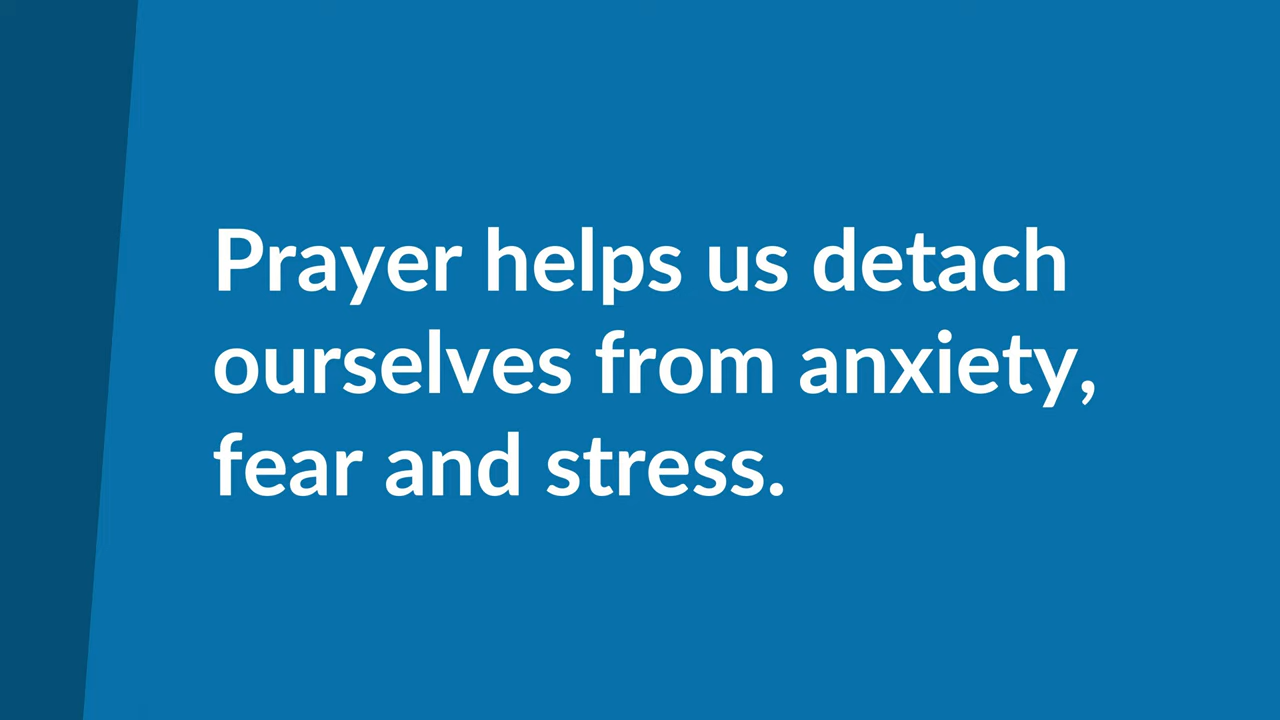 Prayer helps us detach
ourselves from anxiety,
fear and stress.